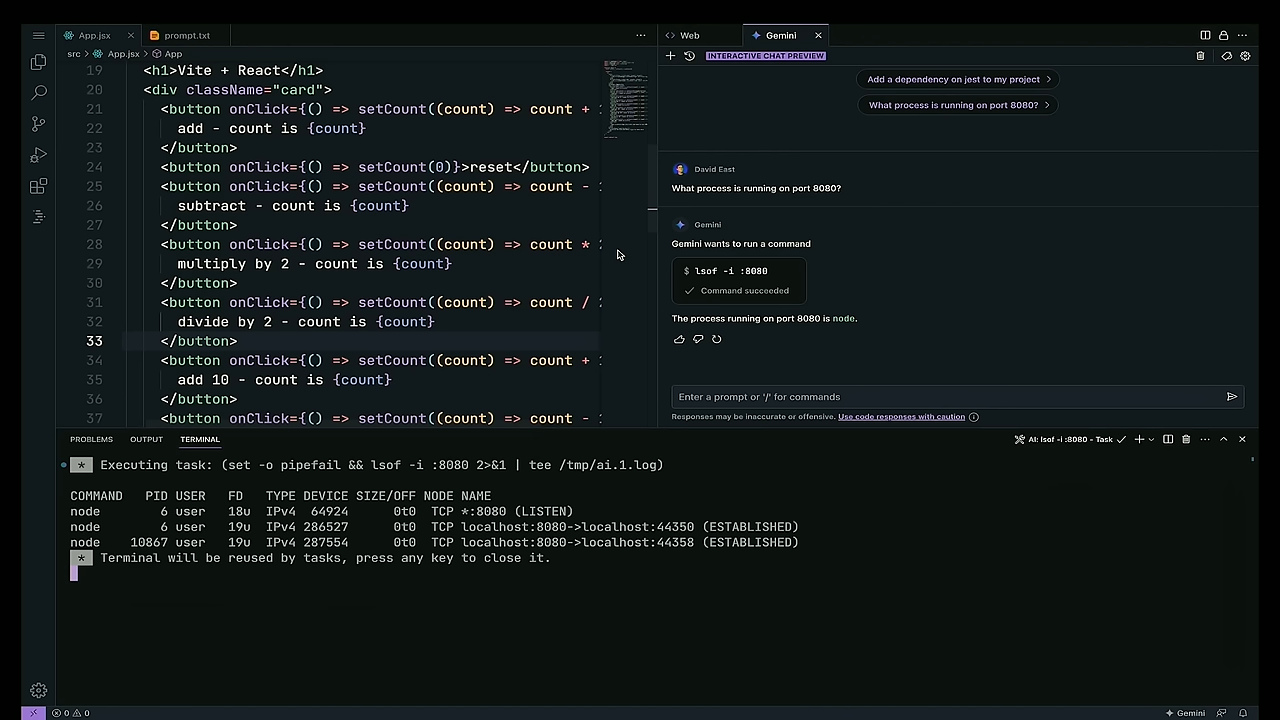 App.jsx
prompt.txt
src > App.jsx > App
19 <h1>Vite + React</h1>
20 <div className="card">
21 <button onClick={() => setCount((count) => count +
22 add - count is {count}
23 </button>
24 <button onClick={() => setCount(0)}>reset</button>
25 <button onClick={() => setCount((count) => count -
26 subtract - count is {count}
27 </button>
28 <button onClick={() => setCount((count) => count *
29 multiply by 2 - count is {count}
30 </button>
31 <button onClick={() => setCount((count) => count /
32 divide by 2 - count is {count}
33 </button>
34 <button onClick={() => setCount((count) => count +
35 add 10 - count is {count}
36 </button>
37 <button onClick={() => setCount((count) => count -
Web
Gemini
INTERACTIVE CHAT PREVIEW
Add a dependency on jest to my project >
What process is running on port 8080? >
David East
What process is running on port 8080?
Gemini
Gemini wants to run a command
$ lsof -i :8080
Command succeeded
The process running on port 8080 is node.
Enter a prompt or '/' for commands
Responses may be inaccurate or offensive. Use code responses with caution
PROBLEMS OUTPUT TERMINAL
AI: lsof -i :8080 - Task
* Executing task: (set -o pipefail && lsof -i :8080 2>&1 | tee /tmp/ai.1.log)
COMMAND PID USER FD TYPE DEVICE SIZE/OFF NODE NAME
node 6 user 18u IPv4 64924 0t0 TCP *:8080 (LISTEN)
node 6 user 19u IPv4 286527 0t0 TCP localhost:8080->localhost:44350 (ESTABLISHED)
node 10867 user 19u IPv4 287554 0t0 TCP localhost:8080->localhost:44358 (ESTABLISHED)
* Terminal will be reused by tasks, press any key to close it.
0 0
Gemini